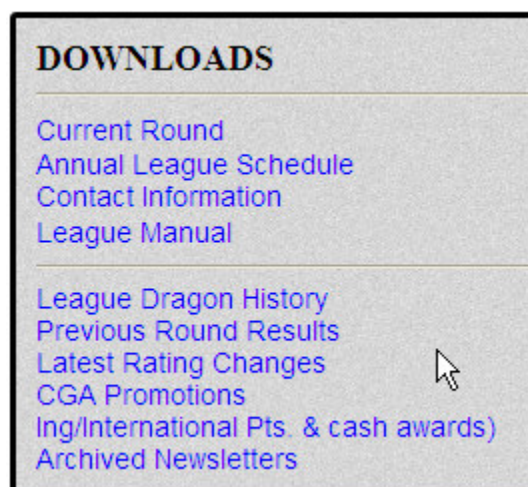 DOWNLOADS
Current Round
Annual League Schedule
Contact Information
League Manual
League Dragon History
Previous Round Results
Latest Rating Changes
CGA Promotions
Ing/International Pts. & cash awards)
Archived Newsletters